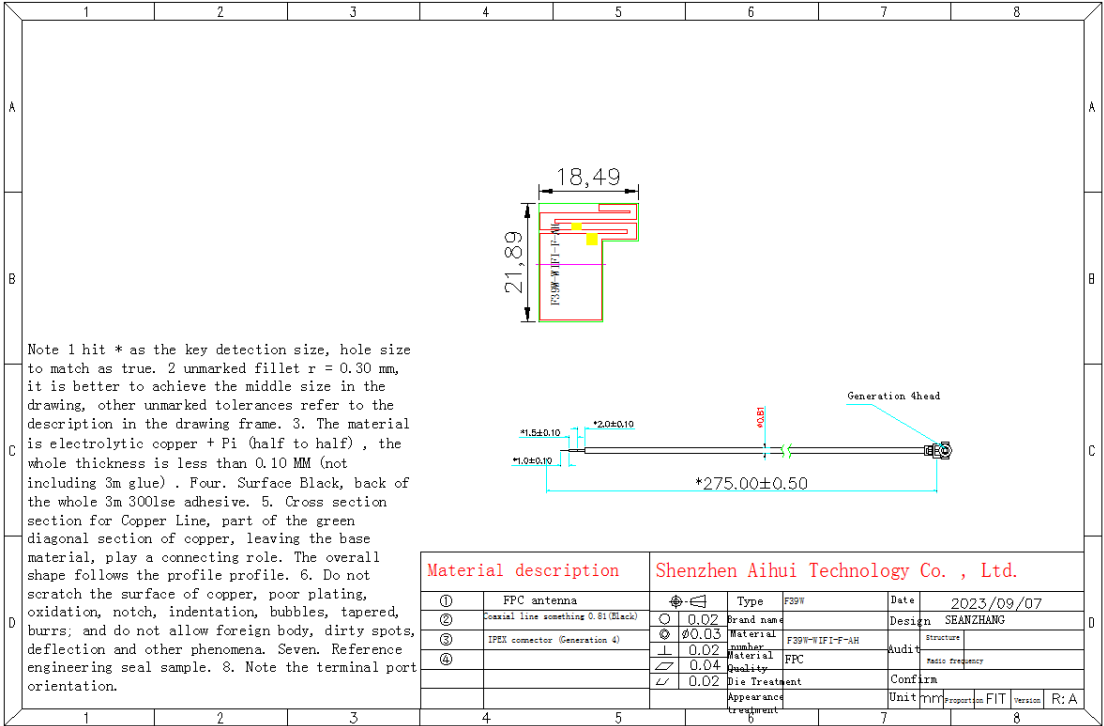 1 2 3 4 5 6 7 8
A A
18,49
21,89
F39W-WIFI-F-AH
B B
Note 1 hit * as the key detection size, hole size
to match as true. 2 unmarked fillet r = 0.30 mm,
it is better to achieve the middle size in the
drawing, other unmarked tolerances refer to the
description in the drawing frame. 3. The material
is electrolytic copper + Pi (half to half) , the
whole thickness is less than 0.10 MM (not
including 3m glue) . Four. Surface Black, back of
the whole 3m 300lse adhesive. 5. Cross section
section for Copper Line, part of the green
diagonal section of copper, leaving the base
material, play a connecting role. The overall
shape follows the profile profile. 6. Do not
scratch the surface of copper, poor plating,
oxidation, notch, indentation, bubbles, tapered,
burrs; and do not allow foreign body, dirty spots,
deflection and other phenomena. Seven. Reference
engineering seal sample. 8. Note the terminal port
orientation.
Generation 4head
ø0.81
*1.5±0.10
*2.0±0.10
*1.0±0.10
*275.00±0.50
C C
Material description
Shenzhen Aihui Technology Co. , Ltd.
① FPC antenna
② Coaxial line something 0.81(Black)
③ IPEX connector (Generation 4)
④
0.02
ø0.03
0.02
0.04
0.02
Type F39W
Brand name
Material number F39W-WIFI-F-AH
Material Quality FPC
Die Treatment
Appearance treatment
Date 2023/09/07
Design SEANZHANG
Audit Structure
Radio frequency
Confirm
Unit mm Proportion FIT Version R:A
D D
1 2 3 4 5 6 7 8